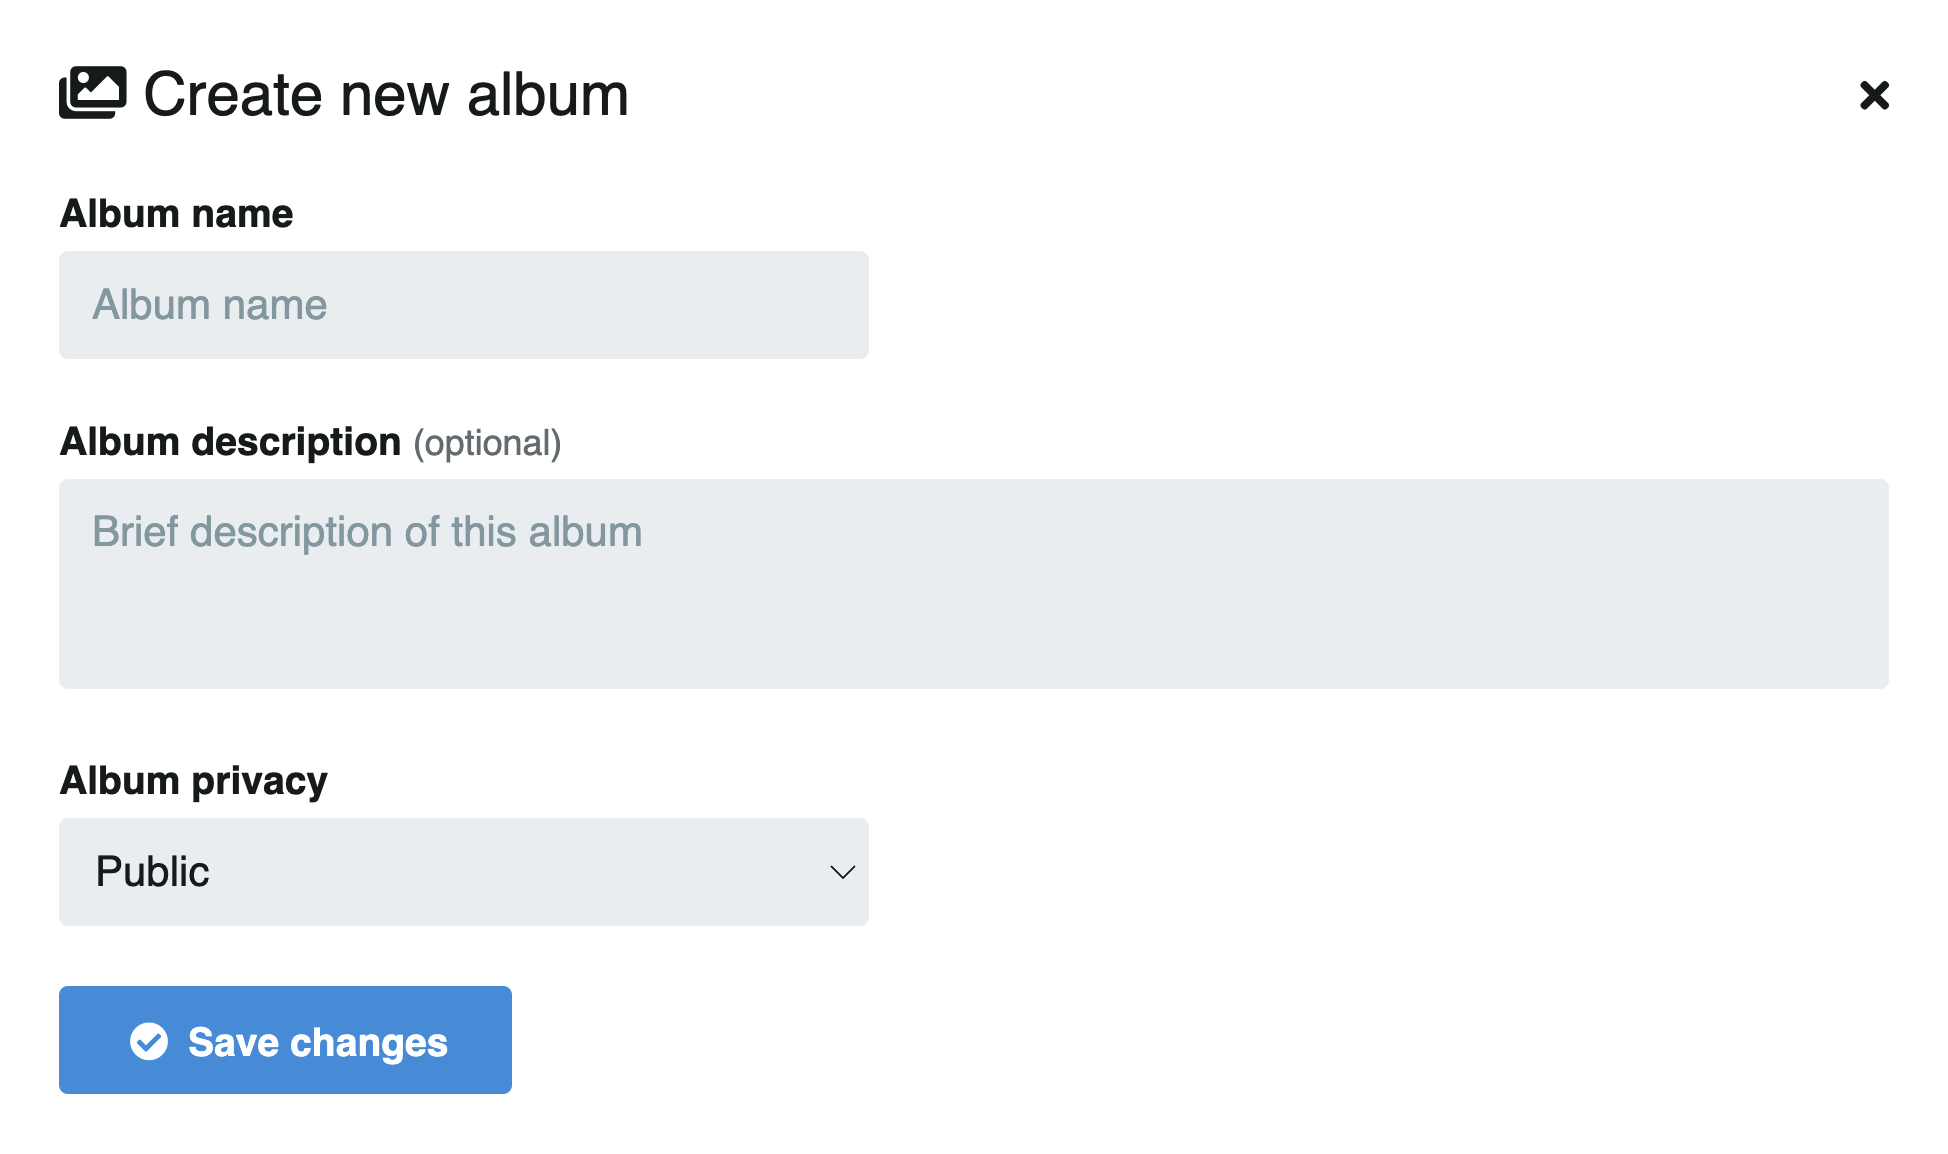 Create new album
Album name
Album name
Album description (optional)
Brief description of this album
Album privacy
Public
Save changes